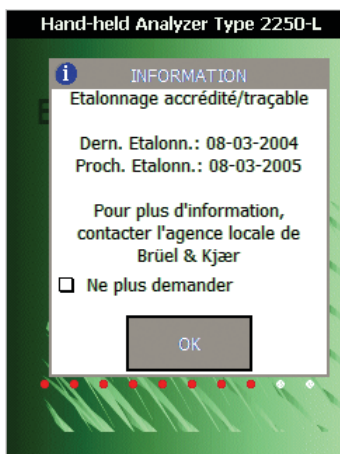 Hand-held Analyzer Type 2250-L
INFORMATION
Etalonnage accrédité/traçable
Dern. Etalonn.: 08-03-2004
Proch. Etalonn.: 08-03-2005
Pour plus d'information,
contacter l'agence locale de
Brüel & Kjær
Ne plus demander
OK